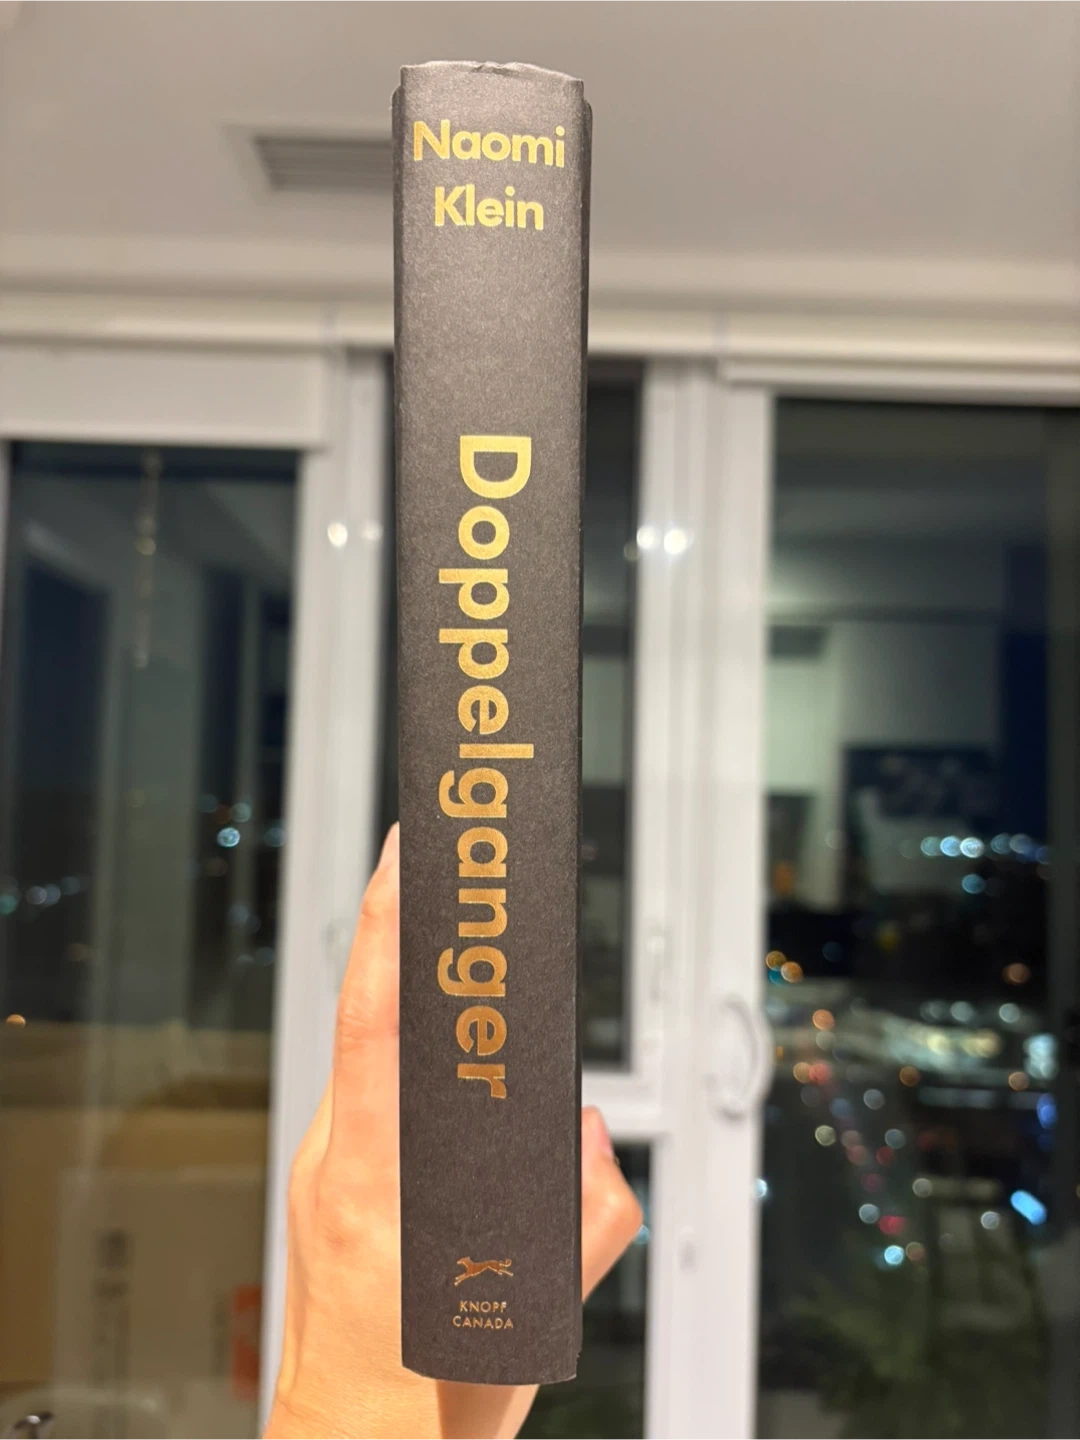 Naomi
Klein
Doppelganger
KNOPF
CANADA